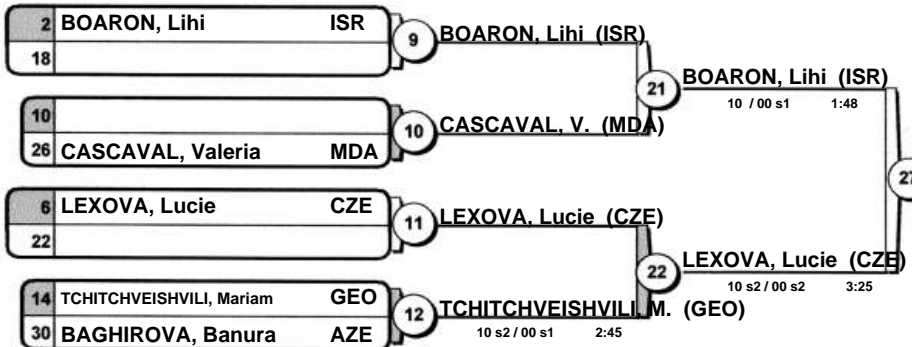 2 BOARON, Lihi ISR
18
9 BOARON, Lihi (ISR)
10
26 CASCAVAL, Valeria MDA
10 CASCAVAL, V. (MDA)
21 BOARON, Lihi (ISR)
10 / 00 s1 1:48
6 LEXOVA, Lucie CZE
22
11 LEXOVA, Lucie (CZE)
14 TCHITCHVEISHVILI, Mariam GEO
30 BAGHIROVA, Banura AZE
12 TCHITCHVEISHVILI, M. (GEO)
10 s2 / 00 s1 2:45
22 LEXOVA, Lucie (CZE)
10 s2 / 00 s2 3:25
27